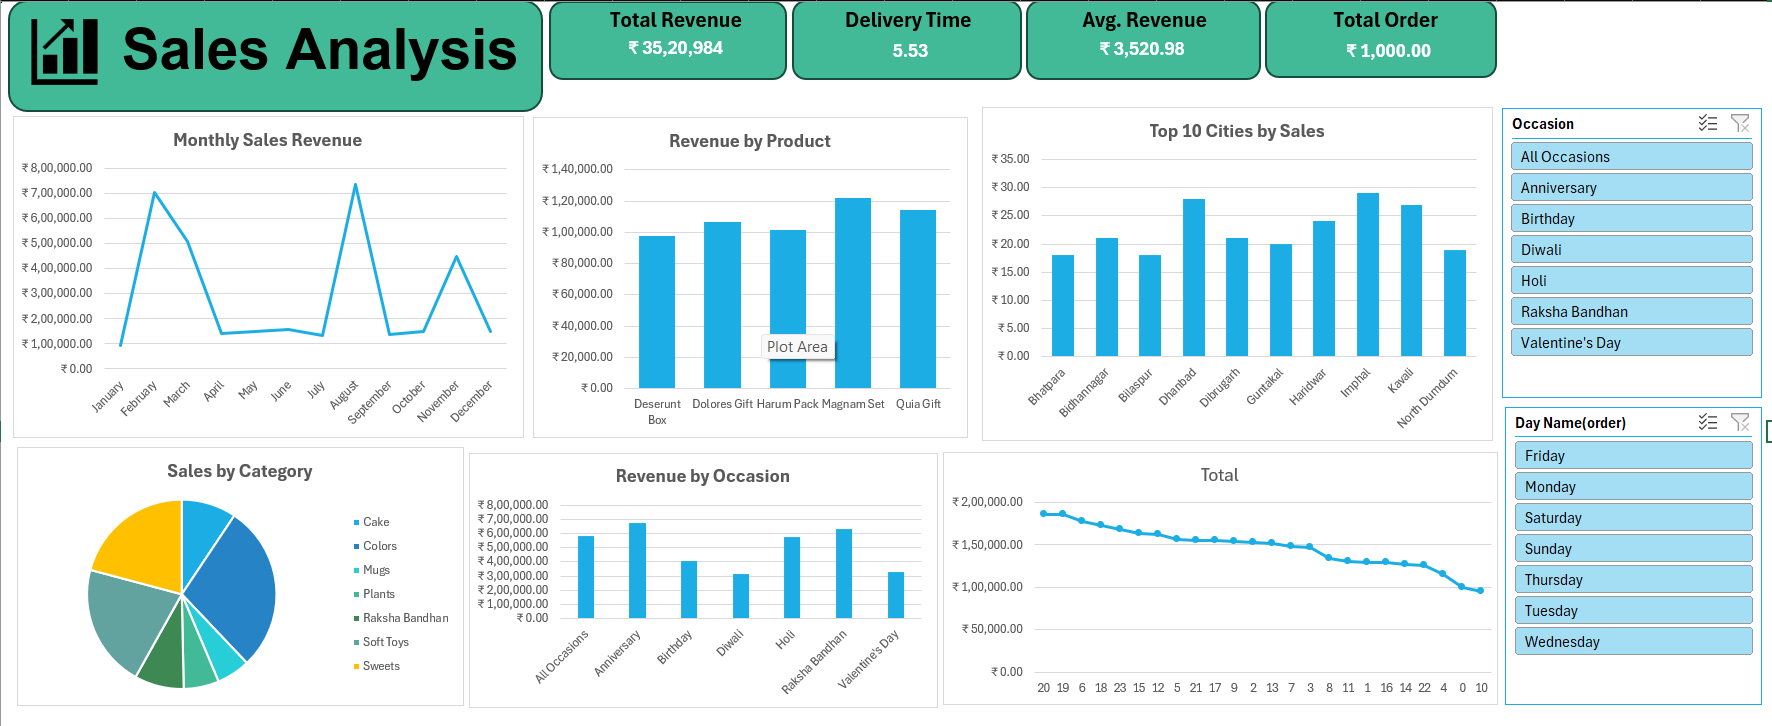 Sales Analysis
Total Revenue
₹ 35,20,984
Delivery Time
5.53
Avg. Revenue
₹ 3,520.98
Total Order
₹ 1,000.00
Monthly Sales Revenue
₹ 8,00,000.00
₹ 7,00,000.00
₹ 6,00,000.00
₹ 5,00,000.00
₹ 4,00,000.00
₹ 3,00,000.00
₹ 2,00,000.00
₹ 1,00,000.00
₹ 0.00
January
February
March
April
May
June
July
August
September
October
November
December
Revenue by Product
₹ 1,40,000.00
₹ 1,20,000.00
₹ 1,00,000.00
₹ 80,000.00
₹ 60,000.00
₹ 40,000.00
₹ 20,000.00
₹ 0.00
Plot Area
Deserunt
Box
Dolores Gift
Harum Pack
Magnam Set
Quia Gift
Top 10 Cities by Sales
₹ 35.00
₹ 30.00
₹ 25.00
₹ 20.00
₹ 15.00
₹ 10.00
₹ 5.00
₹ 0.00
Bhatpara
Bidhannagar
Bilaspur
Dhanbad
Dibrugarh
Guntakal
Haridwar
Imphal
Kavali
North Dumdum
Occasion
All Occasions
Anniversary
Birthday
Diwali
Holi
Raksha Bandhan
Valentine's Day
Sales by Category
Cake
Colors
Mugs
Plants
Raksha Bandhan
Soft Toys
Sweets
Revenue by Occasion
₹ 8,00,000.00
₹ 7,00,000.00
₹ 6,00,000.00
₹ 5,00,000.00
₹ 4,00,000.00
₹ 3,00,000.00
₹ 2,00,000.00
₹ 1,00,000.00
₹ 0.00
All Occasions
Anniversary
Birthday
Diwali
Holi
Raksha Bandhan
Valentine's Day
Total
₹ 2,00,000.00
₹ 1,50,000.00
₹ 1,00,000.00
₹ 50,000.00
₹ 0.00
20 19 6 18 23 15 12 5 21 17 9 2 13 7 3 8 11 1 16 14 22 4 0 10
Day Name(order)
Friday
Monday
Saturday
Sunday
Thursday
Tuesday
Wednesday